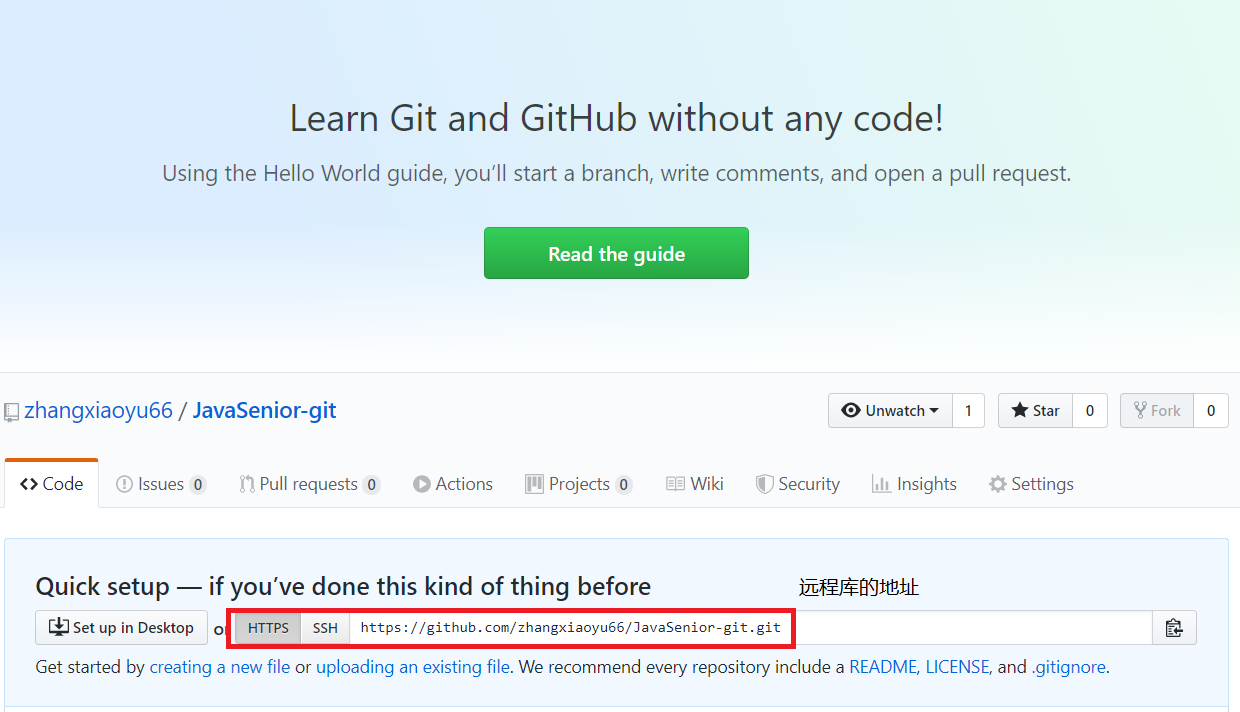 Learn Git and GitHub without any code!
Using the Hello World guide, you’ll start a branch, write comments, and open a pull request.
Read the guide
zhangxiaoyu66 / JavaSenior-git Unwatch 1 Star 0 Fork 0
Code Issues 0 Pull requests 0 Actions Projects 0 Wiki Security Insights Settings
Quick setup — if you’ve done this kind of thing before 远程库的地址
Set up in Desktop or HTTPS SSH https://github.com/zhangxiaoyu66/JavaSenior-git.git
Get started by creating a new file or uploading an existing file. We recommend every repository include a README, LICENSE, and .gitignore.